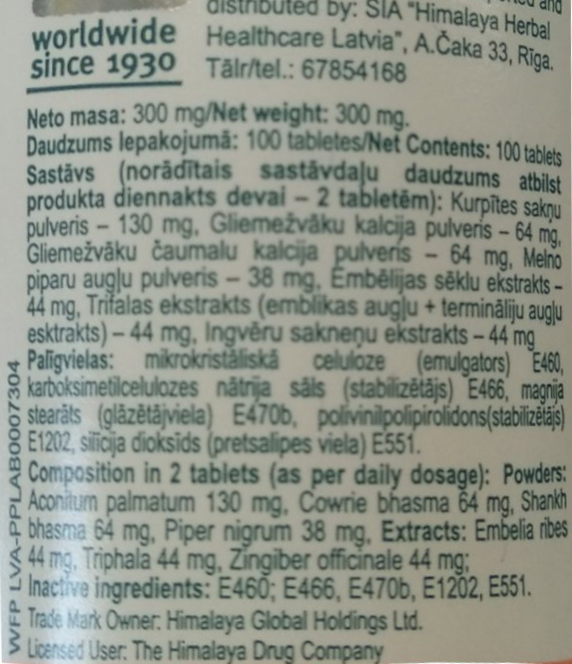 distributed by: SIA "Himalaya Herbal
worldwide Healthcare Latvia", A.Čaka 33, Rīga.
since 1930 Tālr/tel.: 67854168
Neto masa: 300 mg/Net weight: 300 mg.
Daudzums Iepakojumā: 100 tabletes/Net Contents: 100 tablets
Sastāvs (norādītais sastāvdaļu daudzums atbilst
produkta diennakts devai – 2 tabletēm): Kurpītes sakņu
pulveris – 130 mg, Gliemežvāku kalcija pulveris – 64 mg,
Gliemežvāku čaumalu kalcija pulveris – 64 mg, Melno
piparu augļu pulveris – 38 mg, Embēlijas sēklu ekstrakts –
44 mg, Trifalas ekstrakts (emblikas augļu + termināliju augļu
esktrakts) – 44 mg, Ingvēru sakneņu ekstrakts – 44 mg
Palīgvielas: mikrokristāliskā celuloze (emulgators) E460,
karboksimetilcelulozes nātrija sāls (stabilizētājs) E466, magnija
stearāts (glāzētājviela) E470b, polivinilpolipirolidons(stabilizētājs)
E1202, silīcija dioksīds (pretsalipes viela) E551.
Composition in 2 tablets (as per daily dosage): Powders:
Aconitum palmatum 130 mg, Cowrie bhasma 64 mg, Shankh
bhasma 64 mg, Piper nigrum 38 mg, Extracts: Embelia ribes
44 mg, Triphala 44 mg, Zingiber officinale 44 mg;
Inactive ingredients: E460; E466, E470b, E1202, E551.
Trade Mark Owner: Himalaya Global Holdings Ltd.
Licensed User: The Himalaya Drug Company
WFP LVA-PPLAB0007304